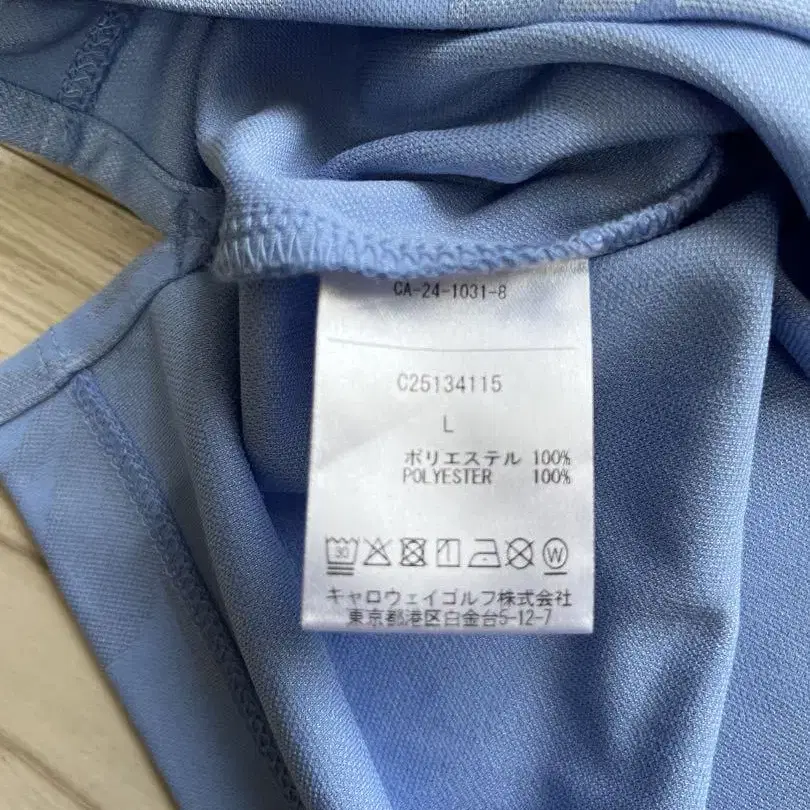 CA-24-1031-8
C25134115
L
ポリエステル 100%
POLYESTER 100%
30 W
キャロウェイゴルフ株式会社
東京都港区白金台5-12-7